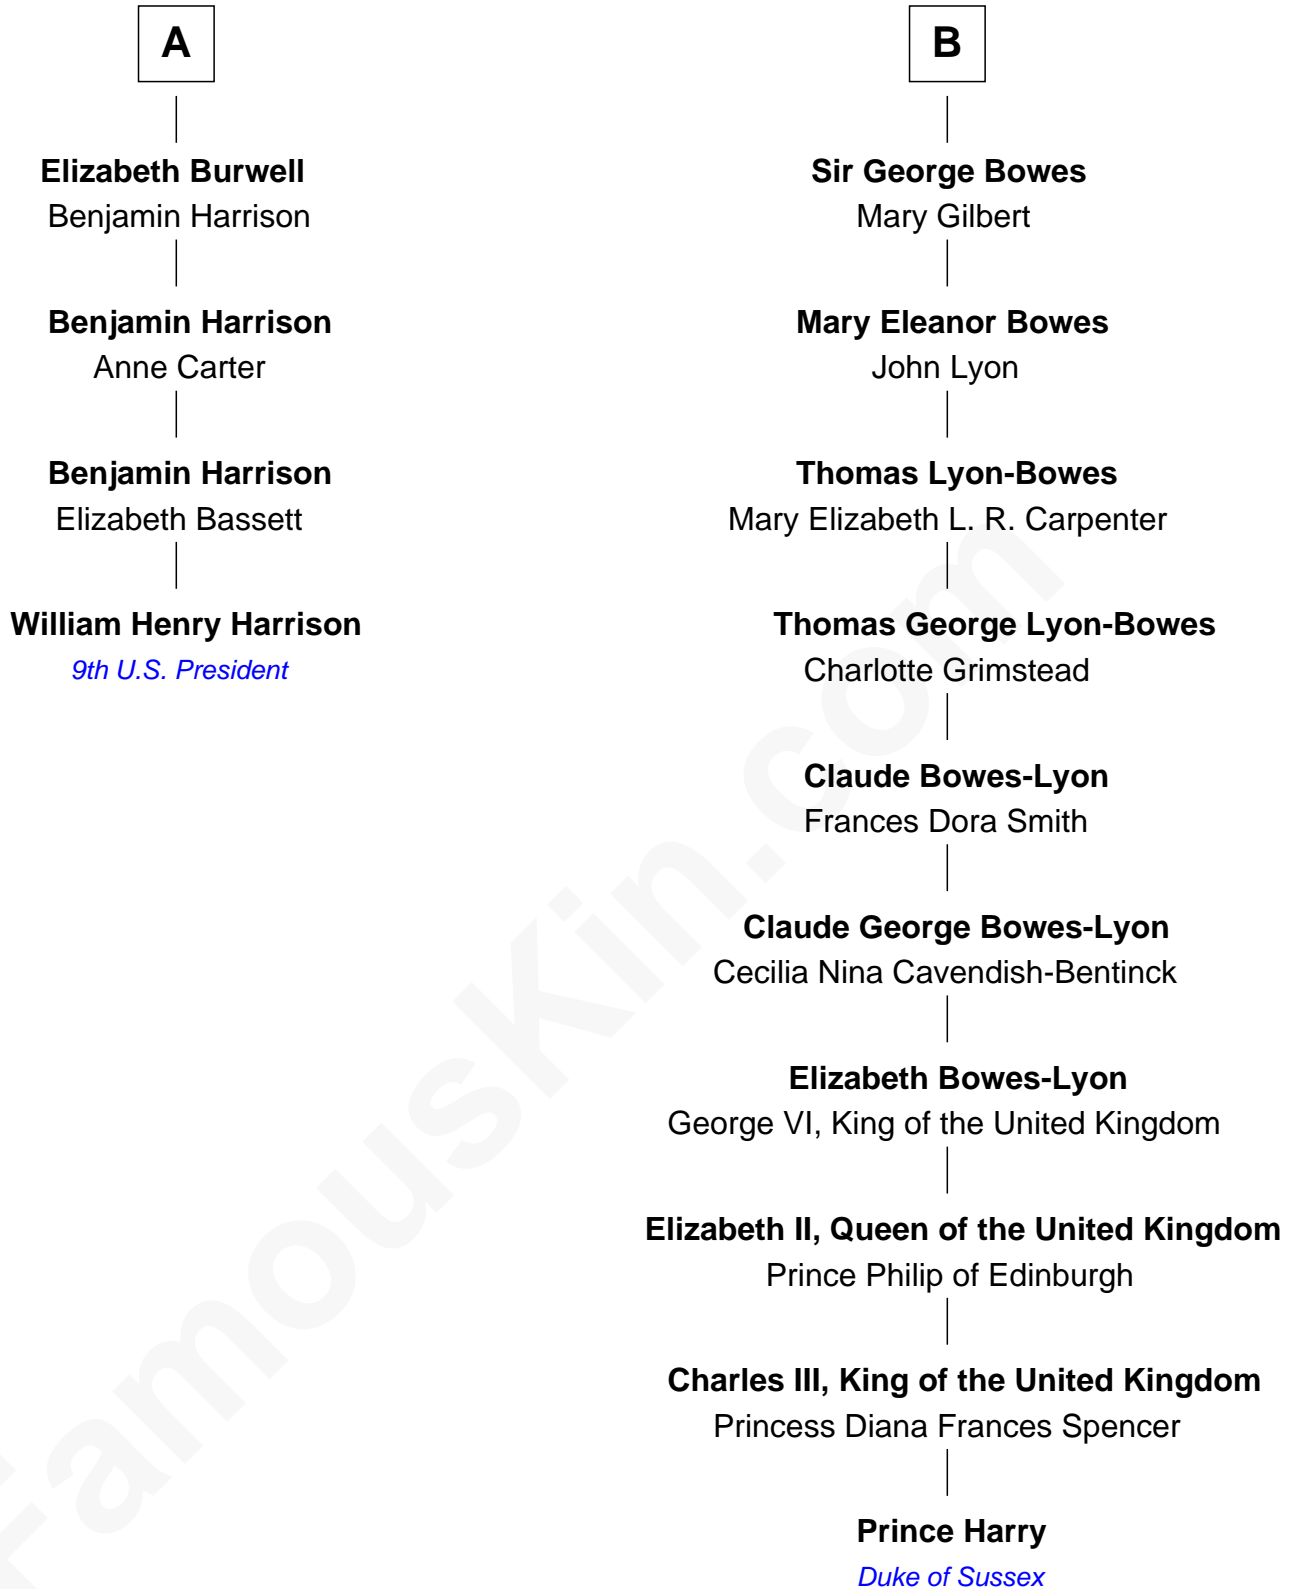 A
Elizabeth Burwell
Benjamin Harrison
Benjamin Harrison
Anne Carter
Benjamin Harrison
Elizabeth Bassett
William Henry Harrison
9th U.S. President
B
Sir George Bowes
Mary Gilbert
Mary Eleanor Bowes
John Lyon
Thomas Lyon-Bowes
Mary Elizabeth L. R. Carpenter
Thomas George Lyon-Bowes
Charlotte Grimstead
Claude Bowes-Lyon
Frances Dora Smith
Claude George Bowes-Lyon
Cecilia Nina Cavendish-Bentinck
Elizabeth Bowes-Lyon
George VI, King of the United Kingdom
Elizabeth II, Queen of the United Kingdom
Prince Philip of Edinburgh
Charles III, King of the United Kingdom
Princess Diana Frances Spencer
Prince Harry
Duke of Sussex
FamousKin.com